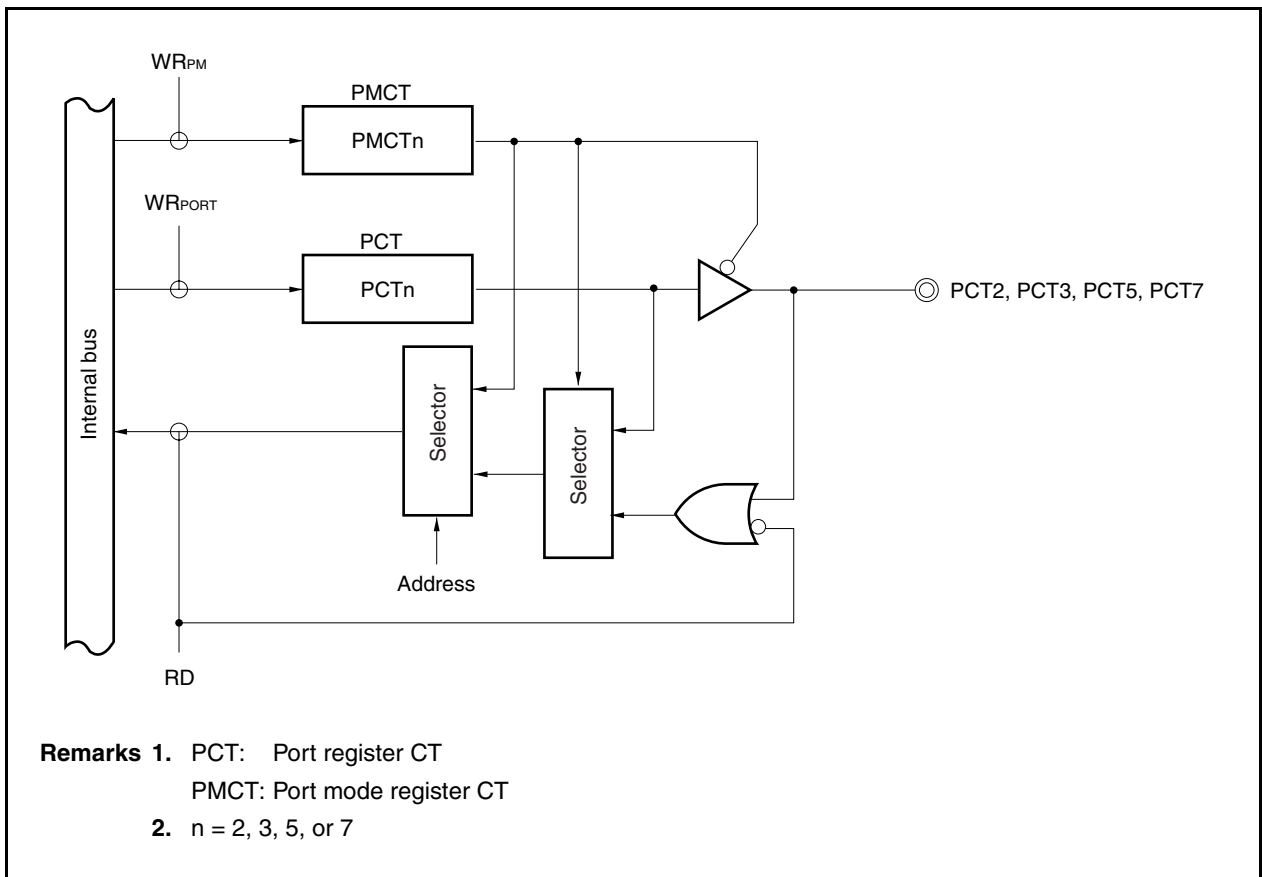 WRPM
PMCT
PMCTn
WRPORT
PCT
PCTn
PCT2, PCT3, PCT5, PCT7
Internal bus
Selector
Selector
Address
RD
Remarks 1. PCT: Port register CT
PMCT: Port mode register CT
2. n = 2, 3, 5, or 7